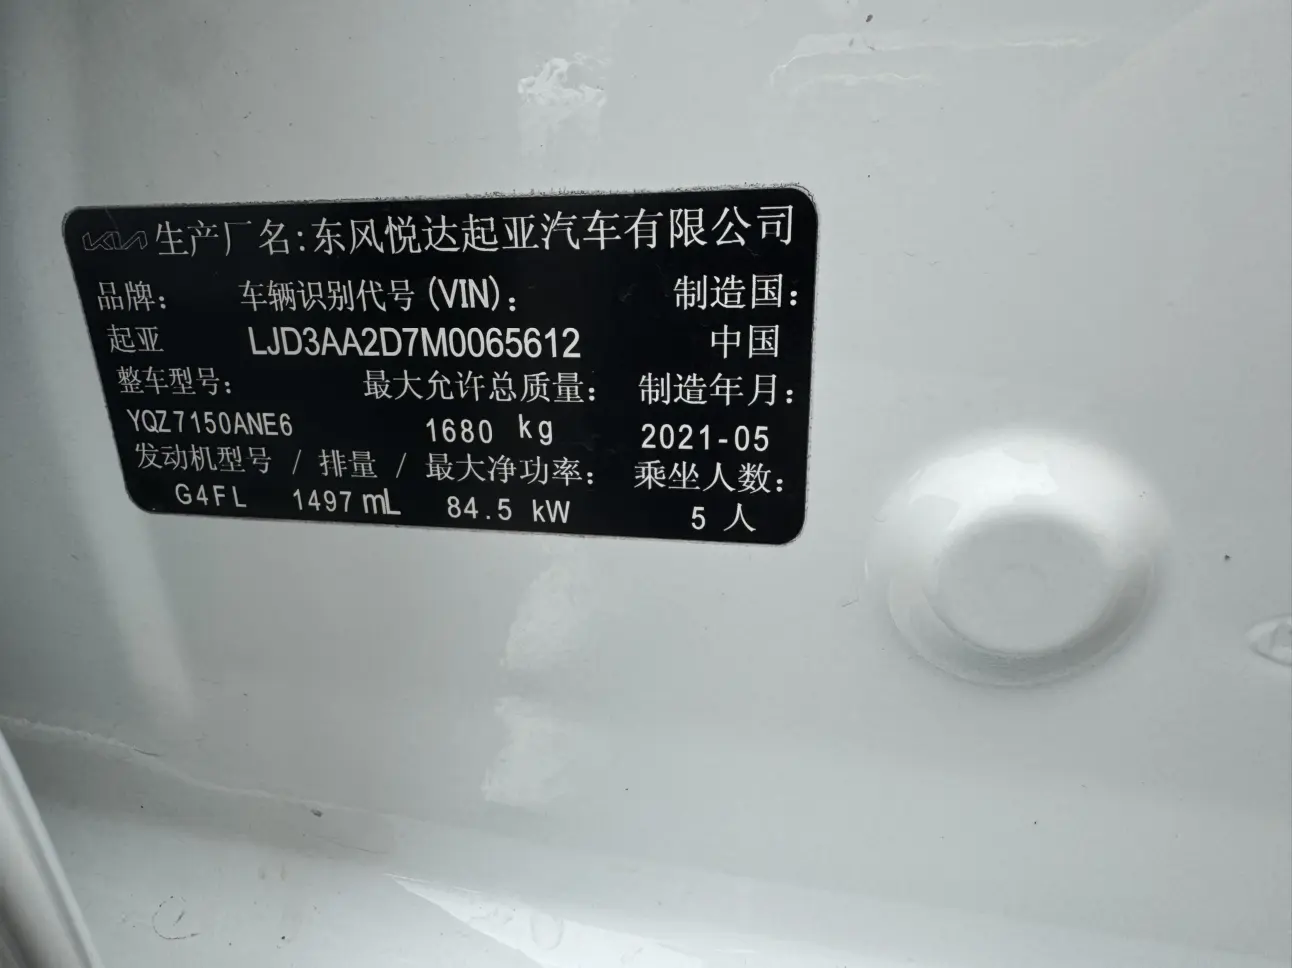 KIA 生产厂名:东风悦达起亚汽车有限公司
品牌: 车辆识别代号(VIN): 制造国:
起亚 LJD3AA2D7M0065612 中国
整车型号: 最大允许总质量: 制造年月:
YQZ7150ANE6 1680 kg 2021-05
发动机型号 / 排量 / 最大净功率: 乘坐人数:
G4FL 1497 mL 84.5 kW 5 人